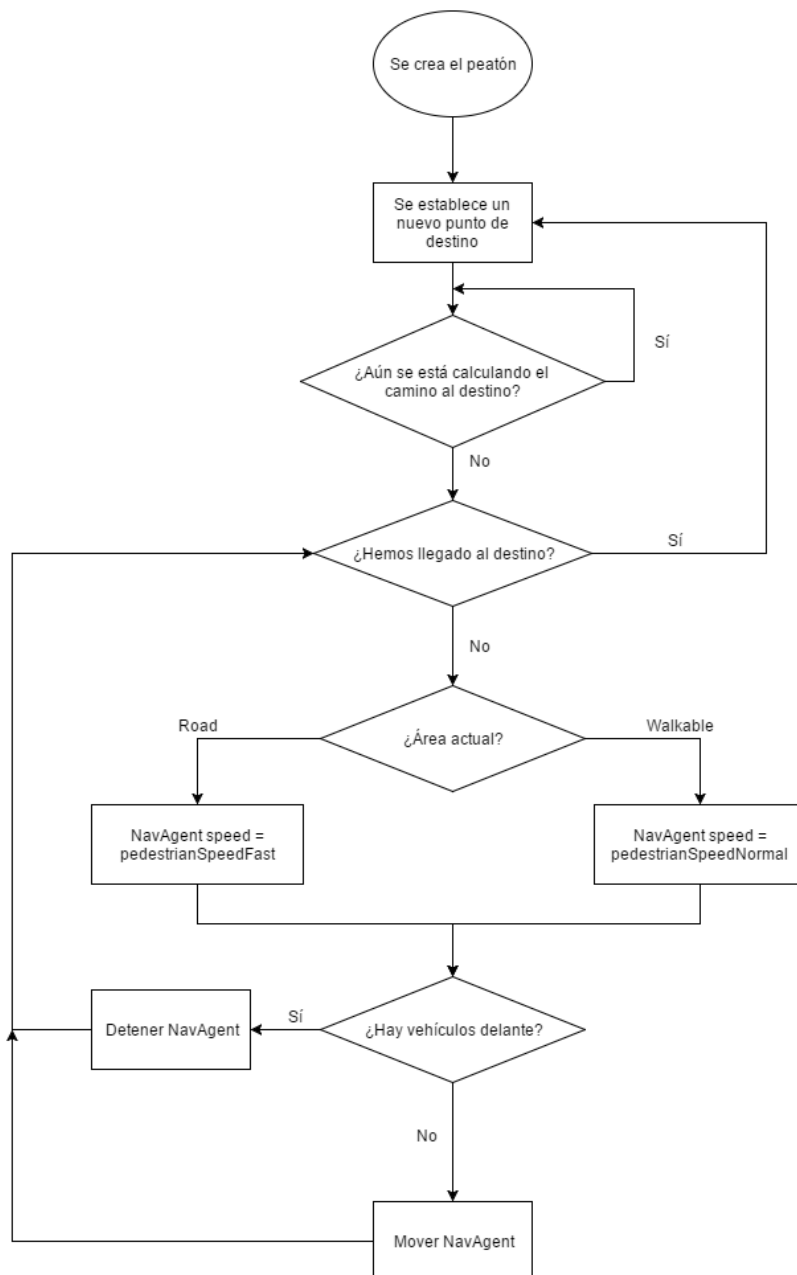 Se crea el peatón
Se establece un
nuevo punto de
destino
Sí
¿Aún se está calculando el
camino al destino?
No
¿Hemos llegado al destino?
Sí
No
Road
Walkable
¿Área actual?
NavAgent speed =
pedestrianSpeedFast
NavAgent speed =
pedestrianSpeedNormal
Detener NavAgent
Sí
¿Hay vehículos delante?
No
Mover NavAgent